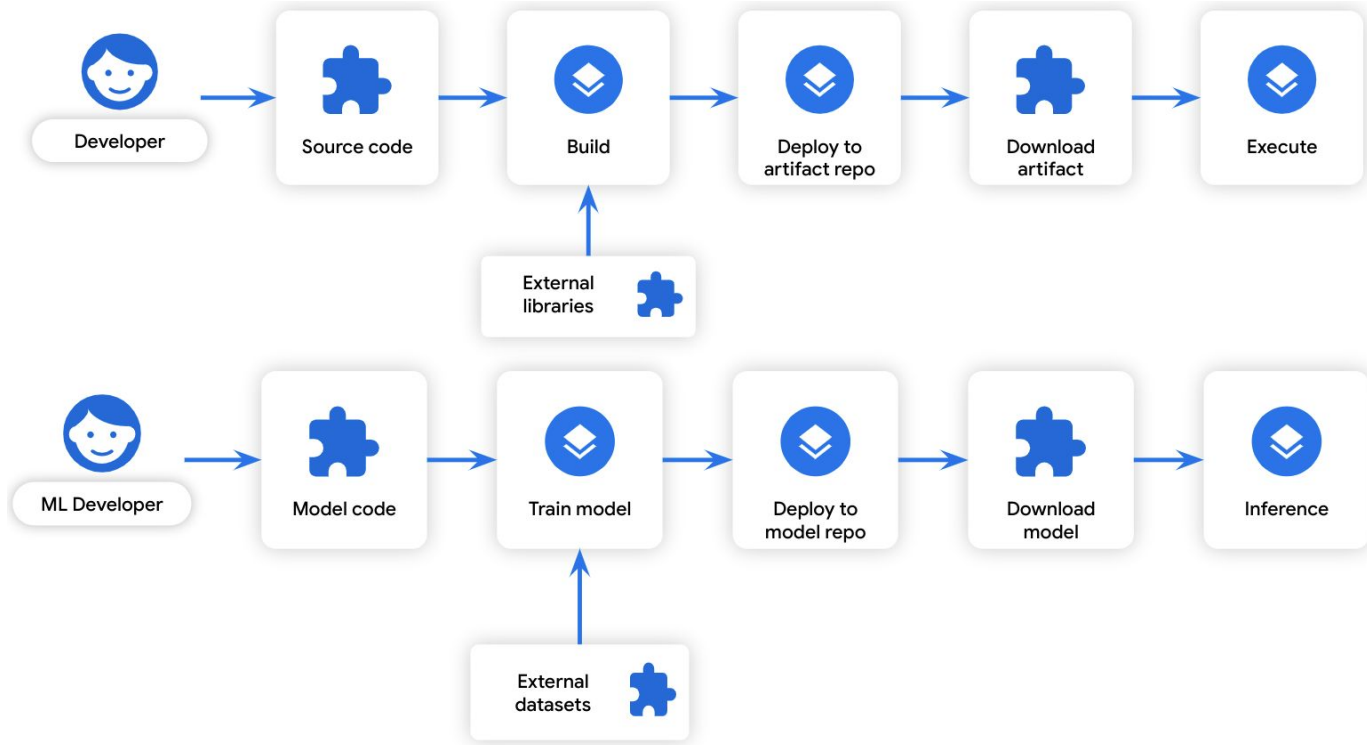 Developer
Source code
Build
Deploy to
artifact repo
Download
artifact
Execute
External
libraries
ML Developer
Model code
Train model
Deploy to
model repo
Download
model
Inference
External
datasets